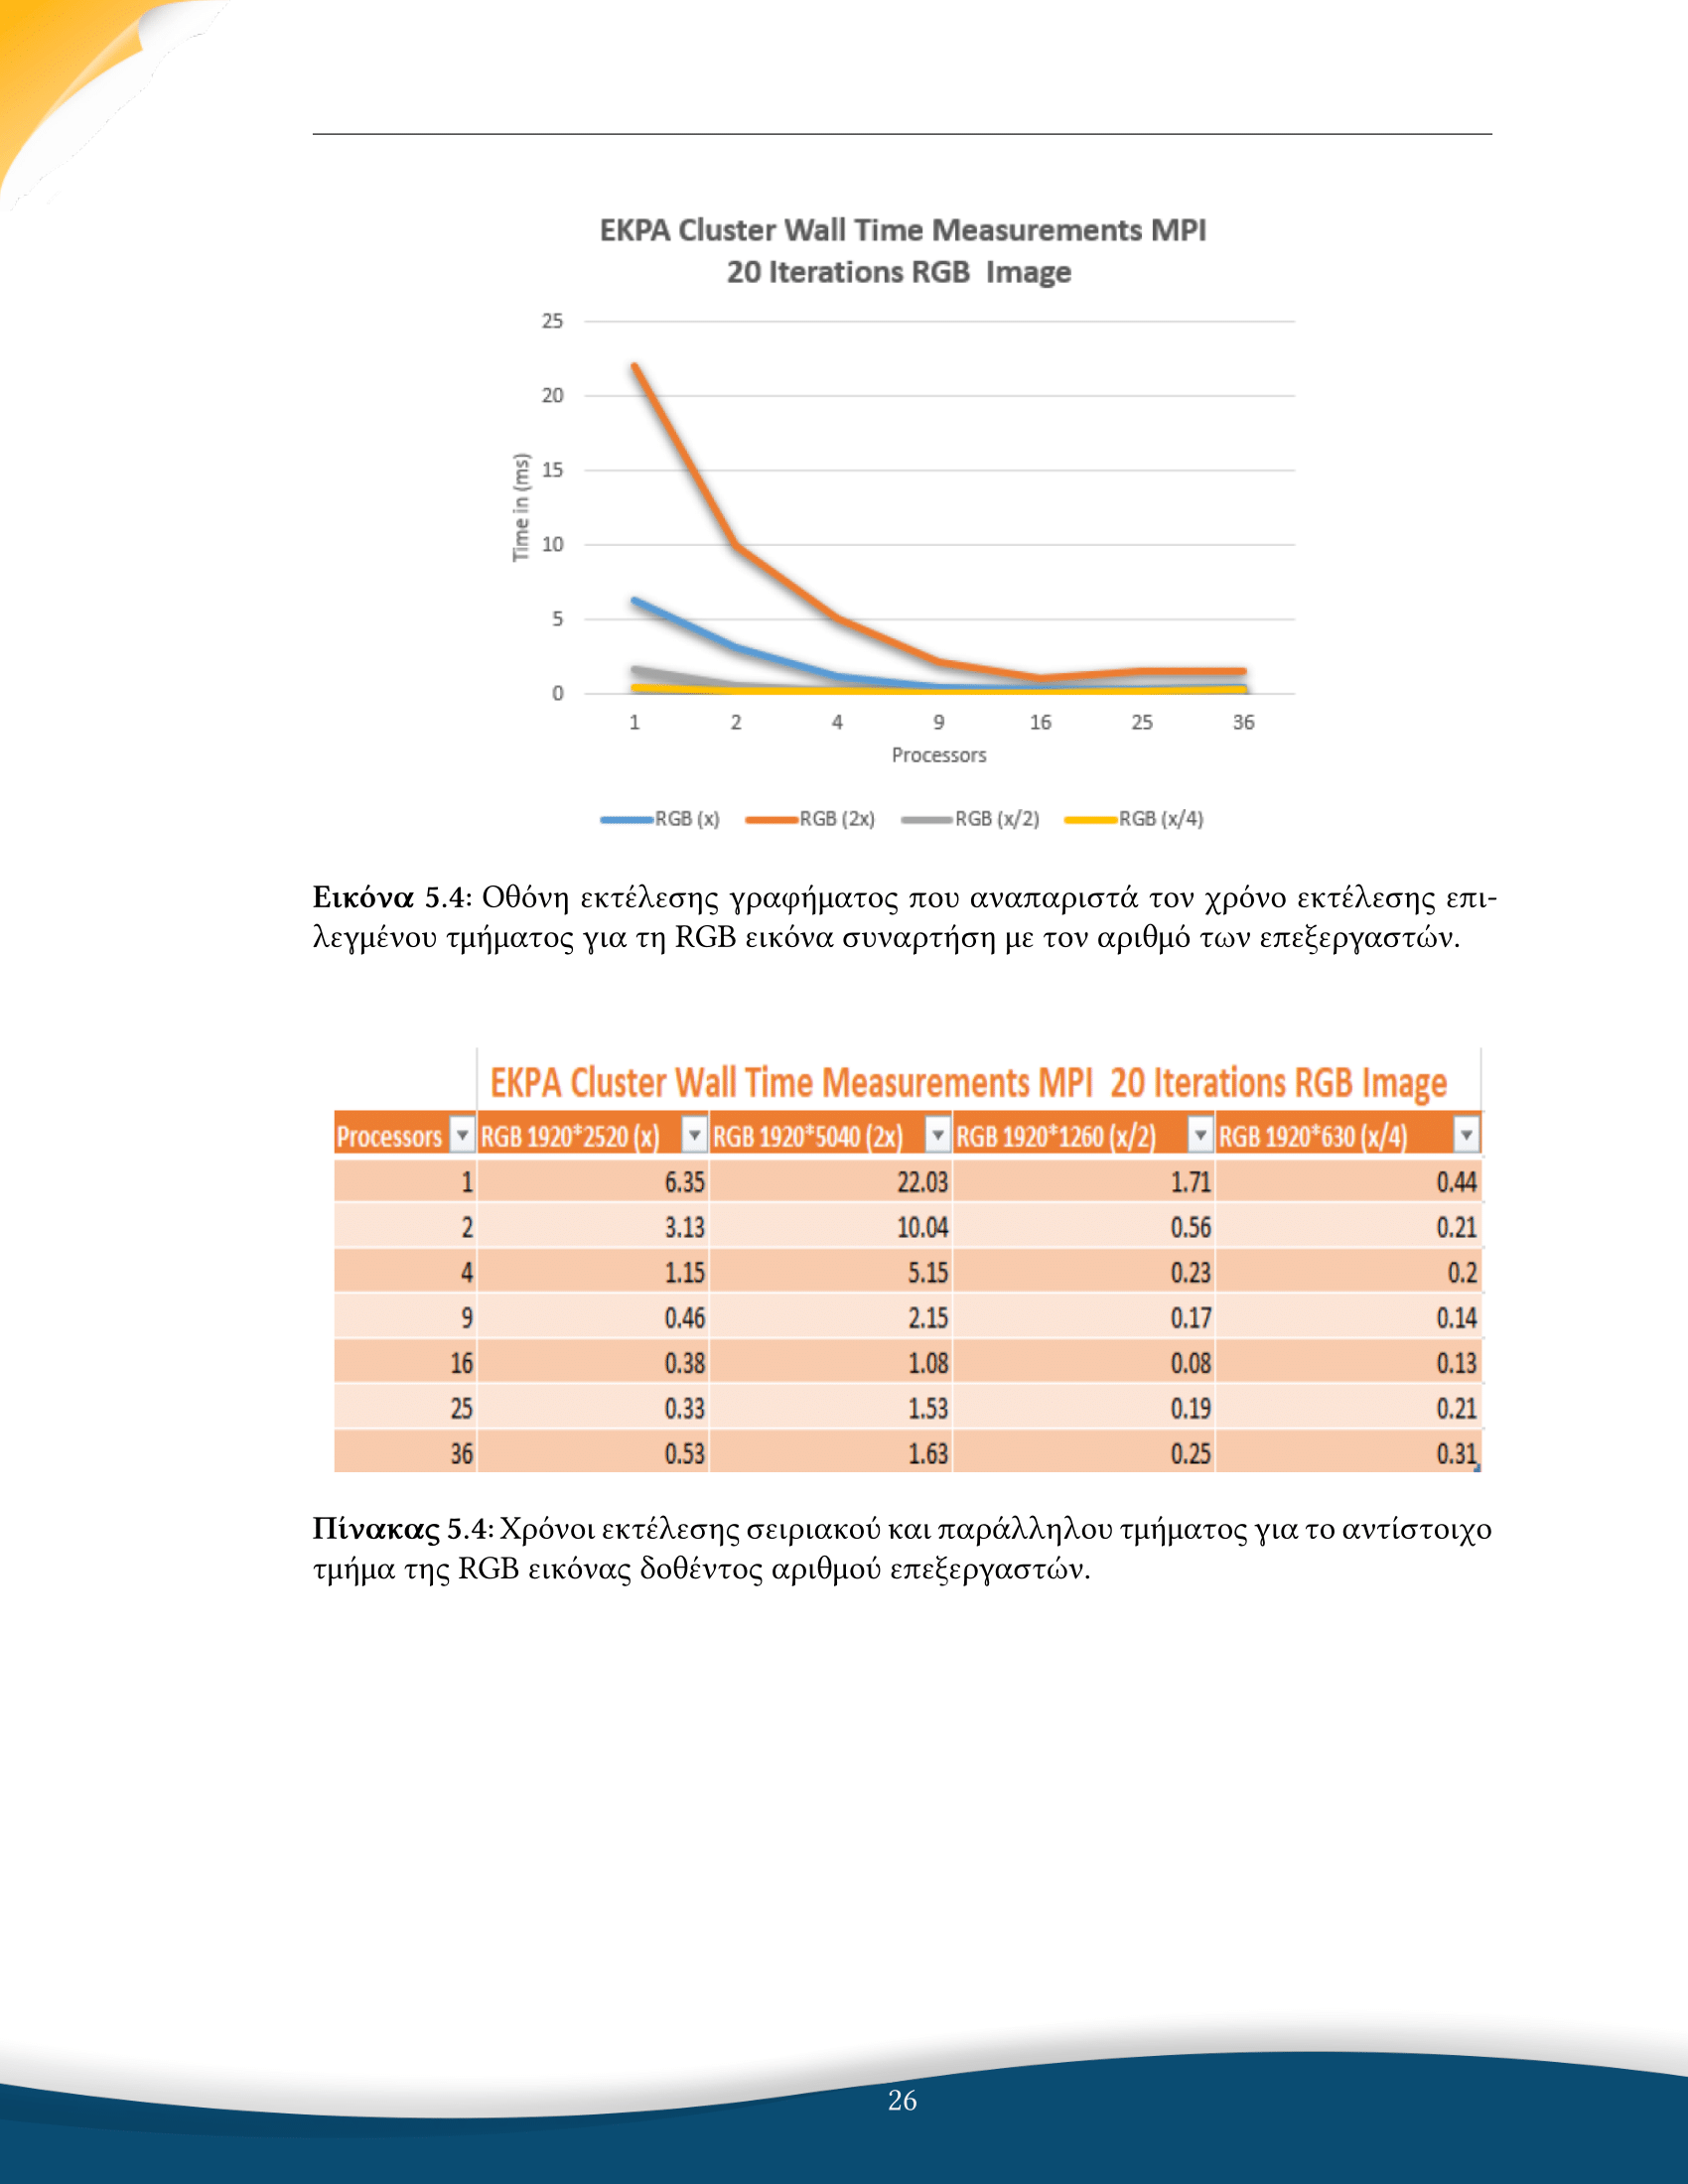 EKPA Cluster Wall Time Measurements MPI
20 Iterations RGB Image
25
20
15
10
5
0
Time in (ms)
1 2 4 9 16 25 36
Processors
RGB (x) RGB (2x) RGB (x/2) RGB (x/4)
Εικόνα 5.4: Οθόνη εκτέλεσης γραφήματος που αναπαριστά τον χρόνο εκτέλεσης επι-
λεγμένου τμήματος για τη RGB εικόνα συναρτήση με τον αριθμό των επεξεργαστών.
EKPA Cluster Wall Time Measurements MPI 20 Iterations RGB Image
Processors RGB 1920*2520 (x) RGB 1920*5040 (2x) RGB 1920*1260 (x/2) RGB 1920*630 (x/4)
1 6.35 22.03 1.71 0.44
2 3.13 10.04 0.56 0.21
4 1.15 5.15 0.23 0.2
9 0.46 2.15 0.17 0.14
16 0.38 1.08 0.08 0.13
25 0.33 1.53 0.19 0.21
36 0.53 1.63 0.25 0.31
Πίνακας 5.4: Χρόνοι εκτέλεσης σειριακού και παράλληλου τμήματος για το αντίστοιχο
τμήμα της RGB εικόνας δοθέντος αριθμού επεξεργαστών.
26